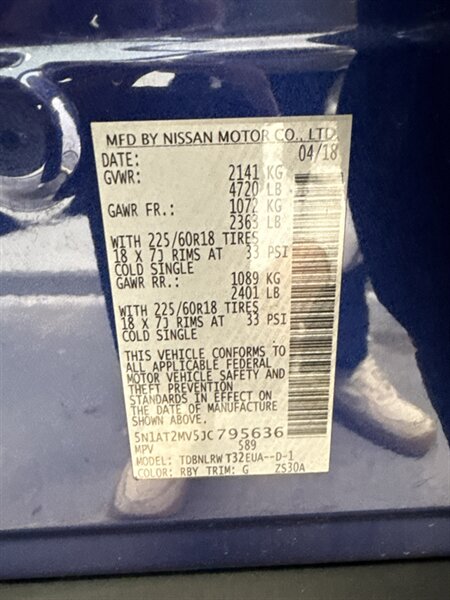 MFD BY NISSAN MOTOR CO., LTD.
DATE: 04/18
GVWR: 2141 KG
4720 LB
GAWR FR.: 1072 KG
2363 LB
WITH 225/60R18 TIRES
18 X 7J RIMS AT 33 PSI
COLD SINGLE
GAWR RR.: 1089 KG
2401 LB
WITH 225/60R18 TIRES
18 X 7J RIMS AT 33 PSI
COLD SINGLE
THIS VEHICLE CONFORMS TO
ALL APPLICABLE FEDERAL
MOTOR VEHICLE SAFETY AND
THEFT PREVENTION
STANDARDS IN EFFECT ON
THE DATE OF MANUFACTURE
5N1AT2MV5JC795636
MPV 589
MODEL: TDBNLRW T32EUA--D-1
COLOR: RBY TRIM: G ZS30A